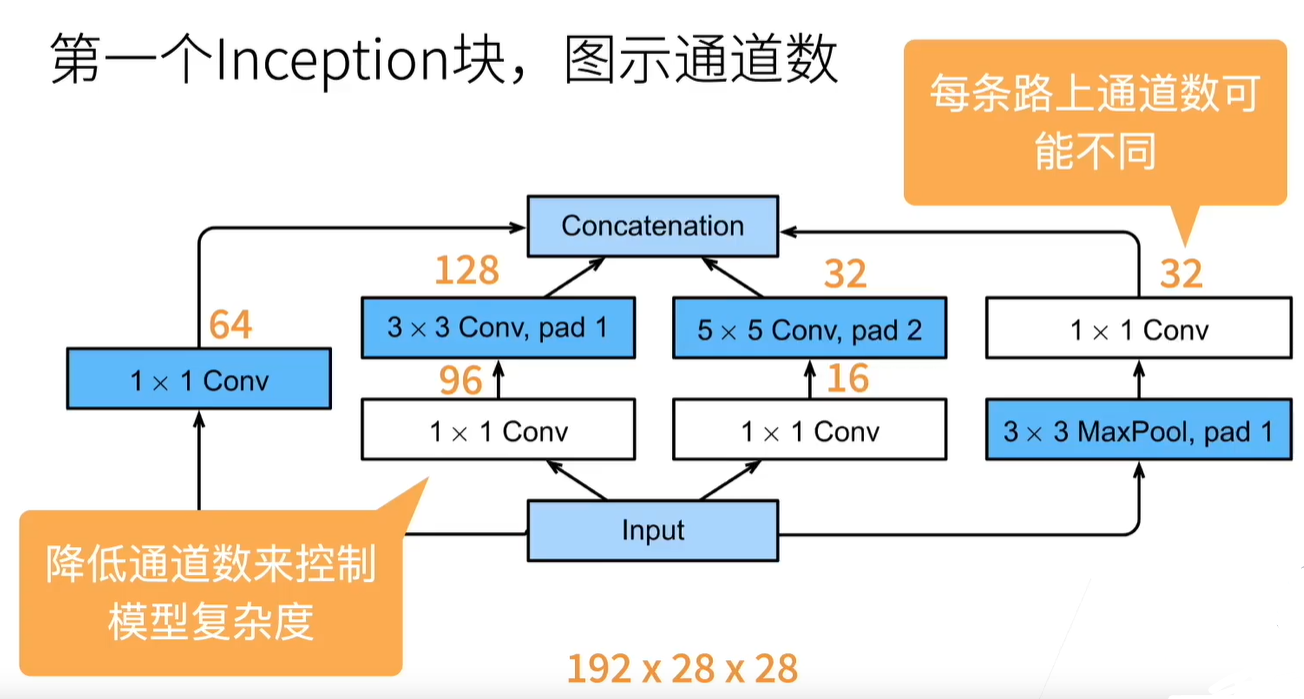 第一个Inception块，图示通道数
每条路上通道数可
能不同
Concatenation
128
32
32
64
3 × 3 Conv, pad 1
5 × 5 Conv, pad 2
1 × 1 Conv
1 × 1 Conv
96
16
1 × 1 Conv
1 × 1 Conv
3 × 3 MaxPool, pad 1
Input
降低通道数来控制
模型复杂度
192 x 28 x 28